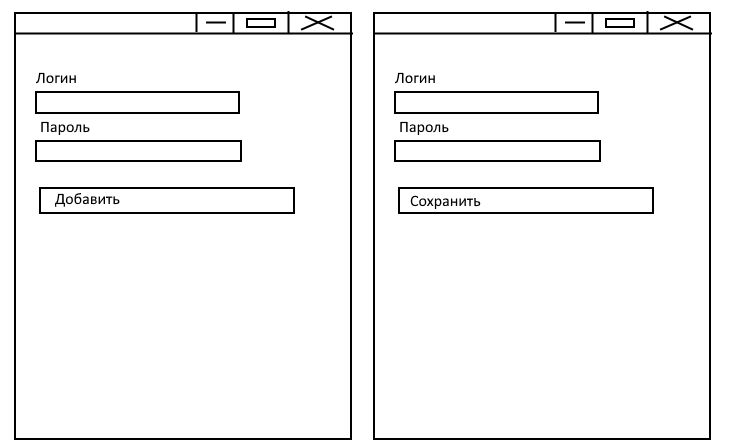 Логин
Пароль
Добавить
Логин
Пароль
Сохранить